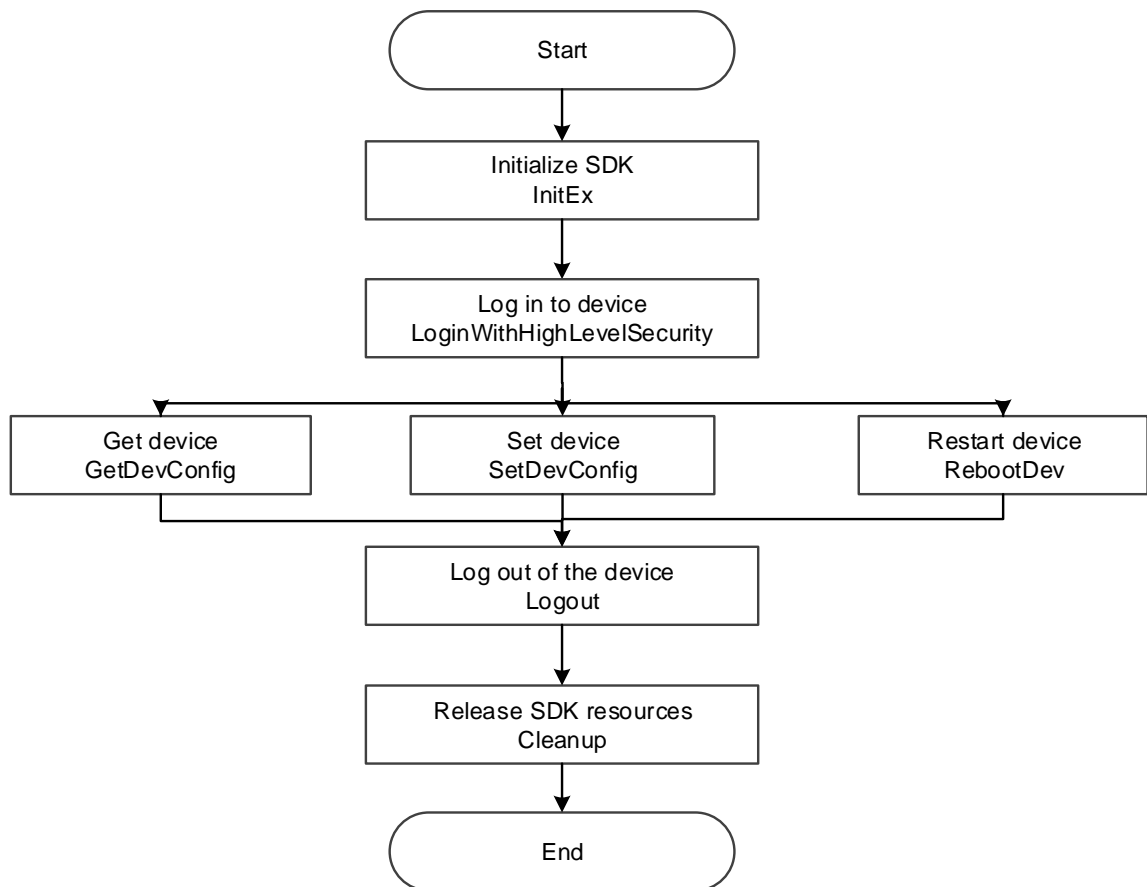 Start
Initialize SDK
InitEx
Log in to device
LoginWithHighLevelSecurity
Get device
GetDevConfig
Set device
SetDevConfig
Restart device
RebootDev
Log out of the device
Logout
Release SDK resources
Cleanup
End